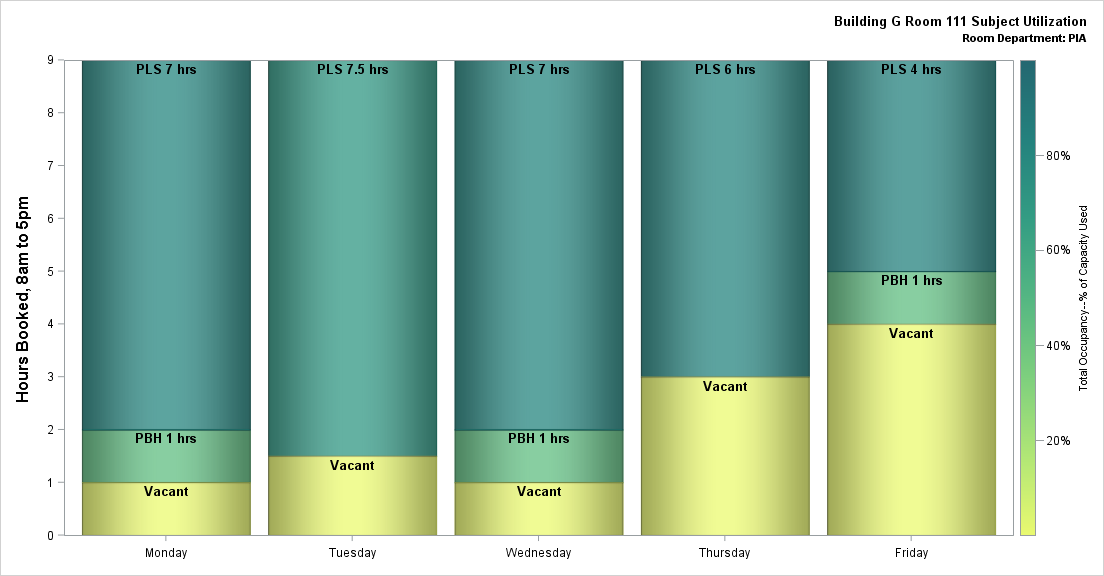 Building G Room 111 Subject Utilization
Room Department: PIA
Hours Booked, 8am to 5pm
9
8
7
6
5
4
3
2
1
0
PLS 7 hrs
PBH 1 hrs
Vacant
PLS 7.5 hrs
Vacant
PLS 7 hrs
PBH 1 hrs
Vacant
PLS 6 hrs
Vacant
PLS 4 hrs
PBH 1 hrs
Vacant
Monday
Tuesday
Wednesday
Thursday
Friday
80%
60%
40%
20%
Total Occupancy--% of Capacity Used